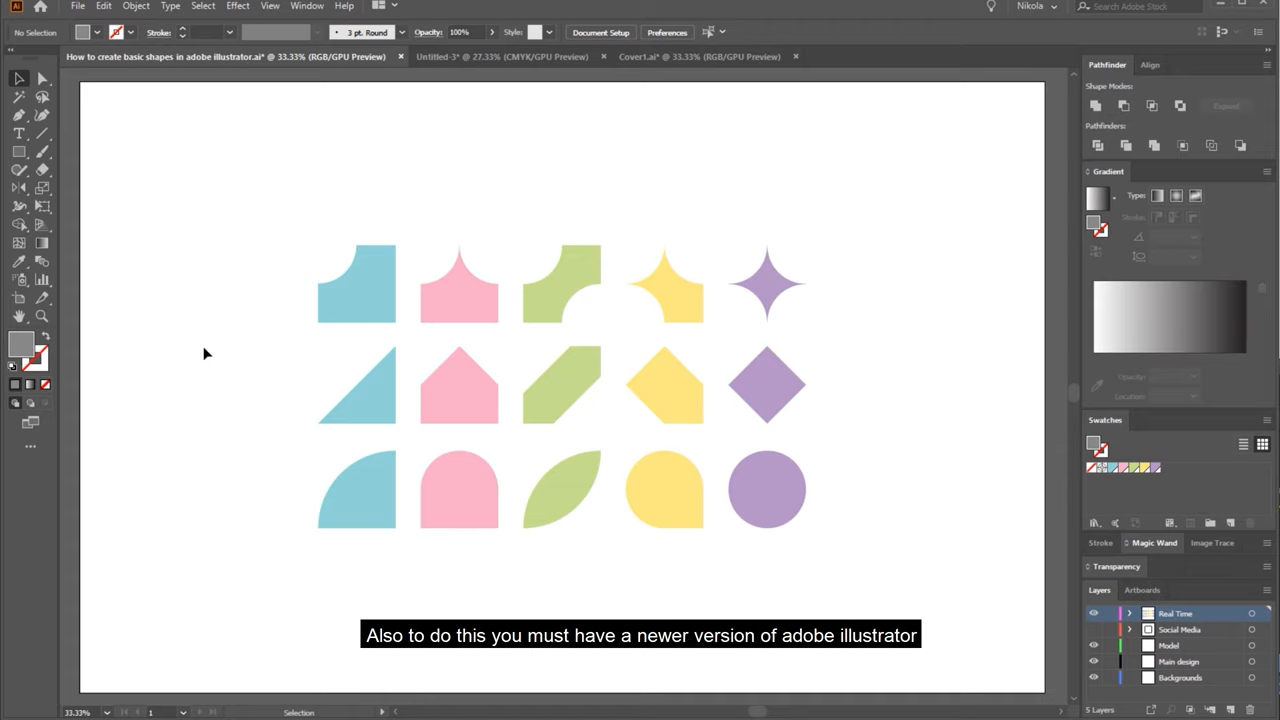 Ai File Edit Object Type Select Effect View Window Help Nikola Search Adobe Stock
No Selection Stroke: 3 pt. Round Opacity: 100% Style: Document Setup Preferences
How to create basic shapes in adobe illustrator.ai* @ 33.33% (RGB/GPU Preview) × Untitled-3* @ 27.33% (CMYK/GPU Preview) × Cover1.ai* @ 33.33% (RGB/GPU Preview) ×
Pathfinder Align
Shape Modes:
Expand
Pathfinders:
Gradient
Type:
Stroke:
Opacity:
Location:
Swatches
Stroke Magic Wand Image Trace
Transparency
Layers Artboards
Real Time
Social Media
Model
Main design
Backgrounds
Also to do this you must have a newer version of adobe illustrator
33.33% 1 Selection 5 Layers